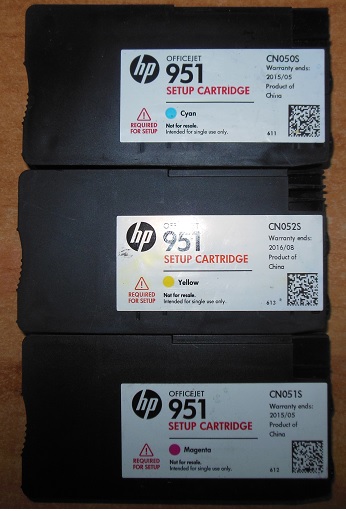 hp
OFFICEJET
951
SETUP CARTRIDGE
REQUIRED
FOR SETUP
Cyan
Not for resale.
Intended for single use only.
CN050S
Warranty ends:
2015/05
Product of
China
611
hp
OFFICEJET
951
SETUP CARTRIDGE
REQUIRED
FOR SETUP
Yellow
Not for resale.
Intended for single use only.
CN052S
Warranty ends:
2016/08
Product of
China
613
hp
OFFICEJET
951
SETUP CARTRIDGE
REQUIRED
FOR SETUP
Magenta
Not for resale.
Intended for single use only.
CN051S
Warranty ends:
2015/05
Product of
China